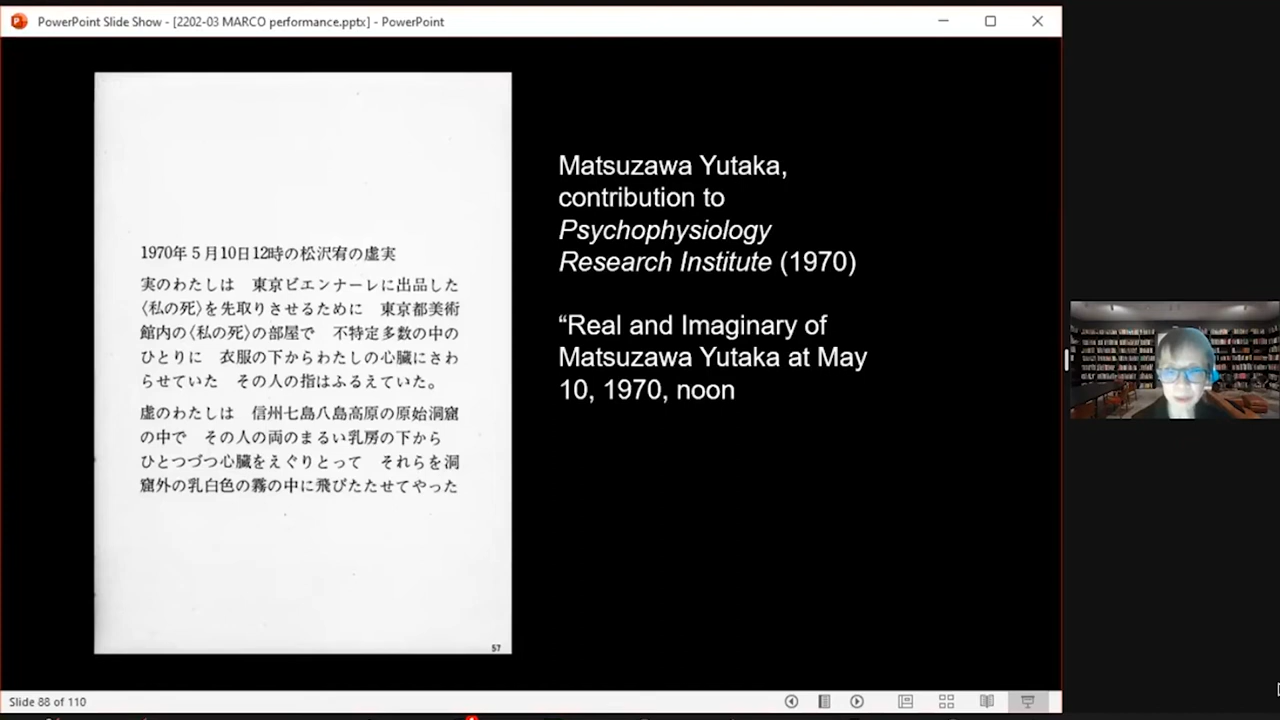 PowerPoint Slide Show - [2202-03 MARCO performance.pptx] - PowerPoint
1970年5月10日12時の松沢宥の虚実
実のわたしは　東京ビエンナーレに出品した
〈私の死〉を先取りさせるために　東京都美術
館内の〈私の死〉の部屋で　不特定多数の中の
ひとりに　衣服の下からわたしの心臓にさわ
らせていた　その人の指はふるえていた。
虚のわたしは　信州七島八島高原の原始洞窟
の中で　その人の両のまるい乳房の下から
ひとつづつ心臓をえぐりとって　それらを洞
窟外の乳白色の霧の中に飛びたたせてやった
57
Matsuzawa Yutaka,
contribution to
Psychophysiology
Research Institute (1970)
“Real and Imaginary of
Matsuzawa Yutaka at May
10, 1970, noon
Slide 88 of 110